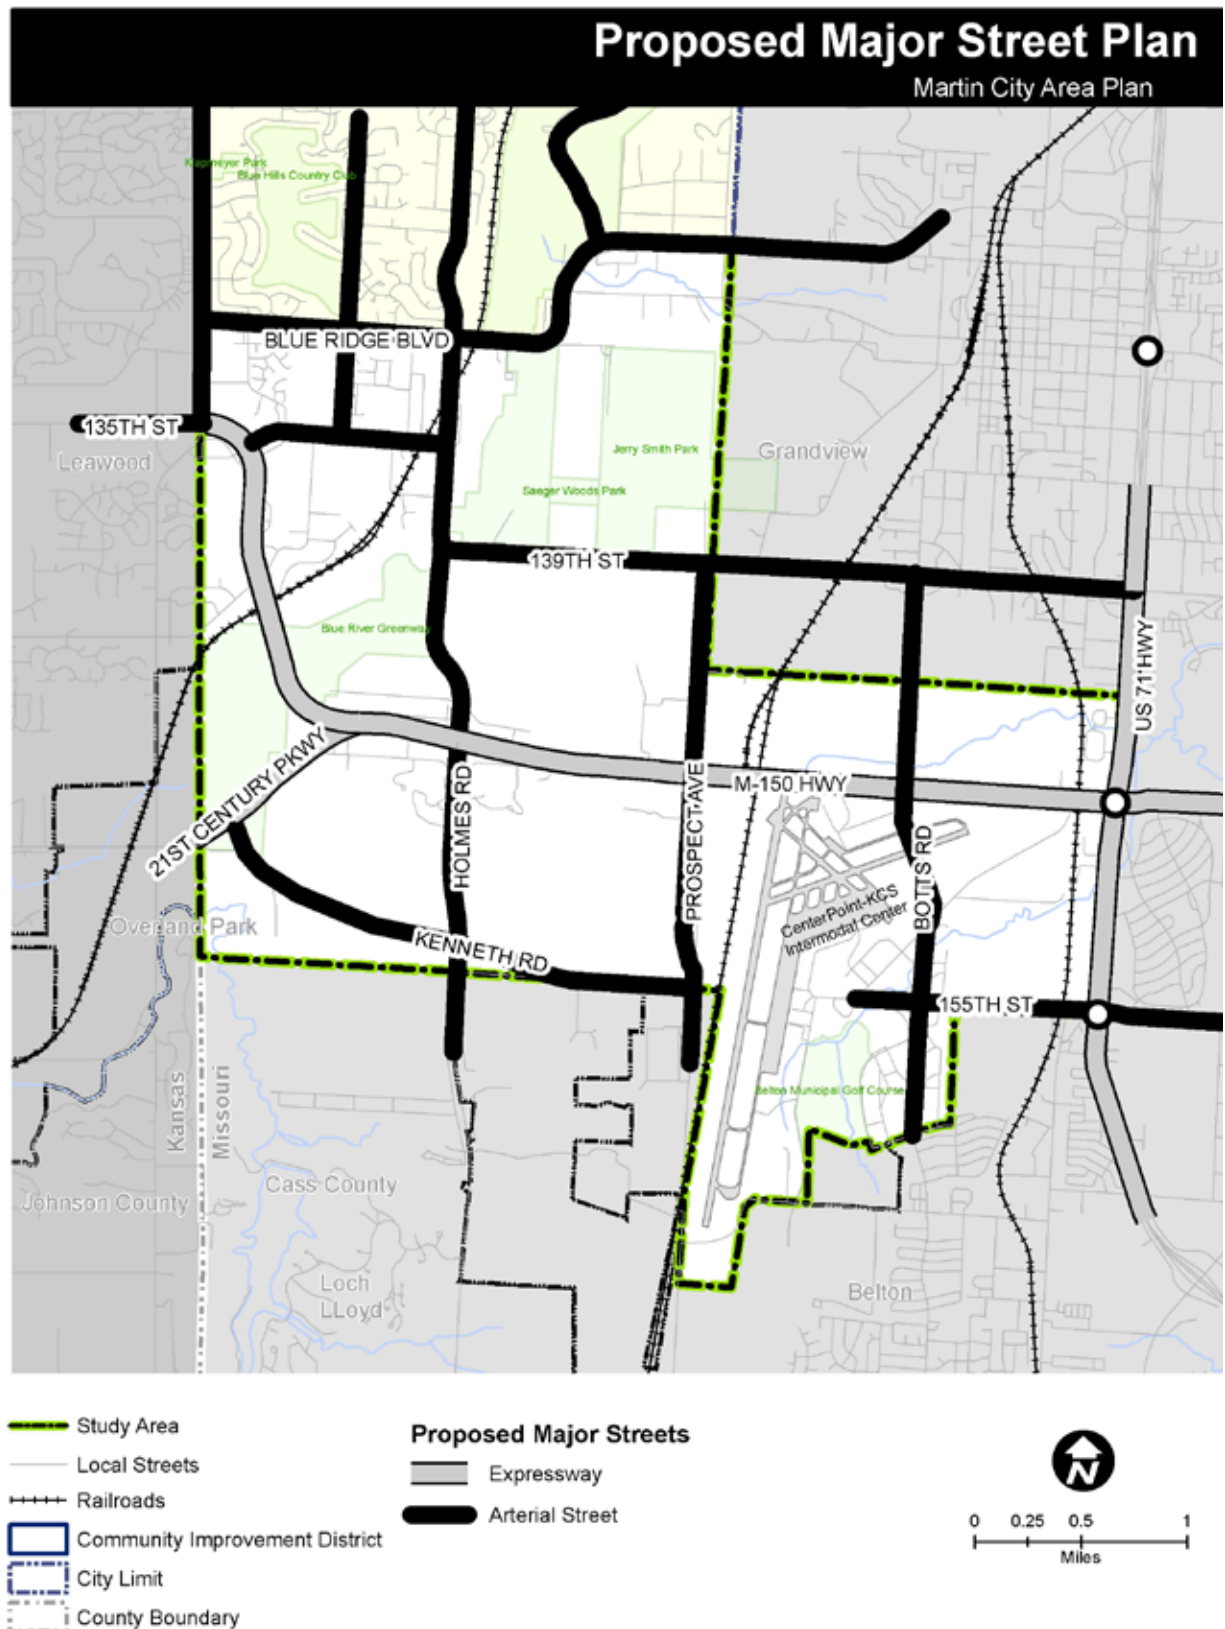 Proposed Major Street Plan
Martin City Area Plan
Klapmeyer Park
Blue Hills Country Club
BLUE RIDGE BLVD
135TH ST
Leawood
Jerry Smith Park
Grandview
Saeger Woods Park
139TH ST
Blue River Greenway
US 71 HWY
21ST CENTURY PKWY
M-150 HWY
HOLMES RD
PROSPECT AVE
BOTTS RD
CenterPoint-KCS
Intermodal Center
Overland Park
KENNETH RD
155TH ST
Kansas
Missouri
Belton Municipal Golf Course
Johnson County
Cass County
Loch
LLoyd
Belton
Study Area
Local Streets
Railroads
Community Improvement District
City Limit
County Boundary
Proposed Major Streets
Expressway
Arterial Street
N
0 0.25 0.5 1
Miles